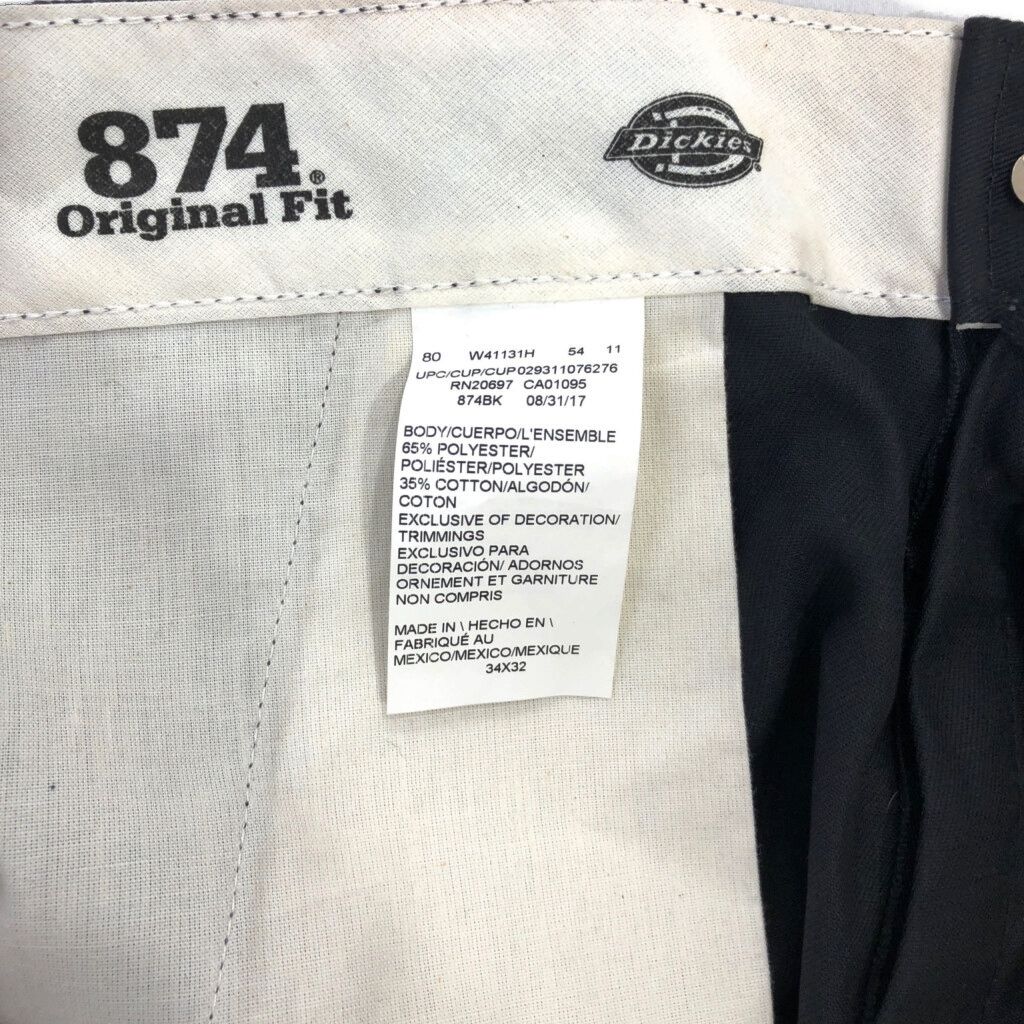 874®
Original Fit
Dickies
80 W41131H 54 11
UPC/CUP/CUP029311076276
RN20697 CA01095
874BK 08/31/17
BODY/CUERPO/L'ENSEMBLE
65% POLYESTER/
POLIÉSTER/POLYESTER
35% COTTON/ALGODÓN/
COTON
EXCLUSIVE OF DECORATION/
TRIMMINGS
EXCLUSIVO PARA
DECORACIÓN/ ADORNOS
ORNEMENT ET GARNITURE
NON COMPRIS
MADE IN \ HECHO EN \
FABRIQUÉ AU
MEXICO/MEXICO/MEXIQUE
34X32